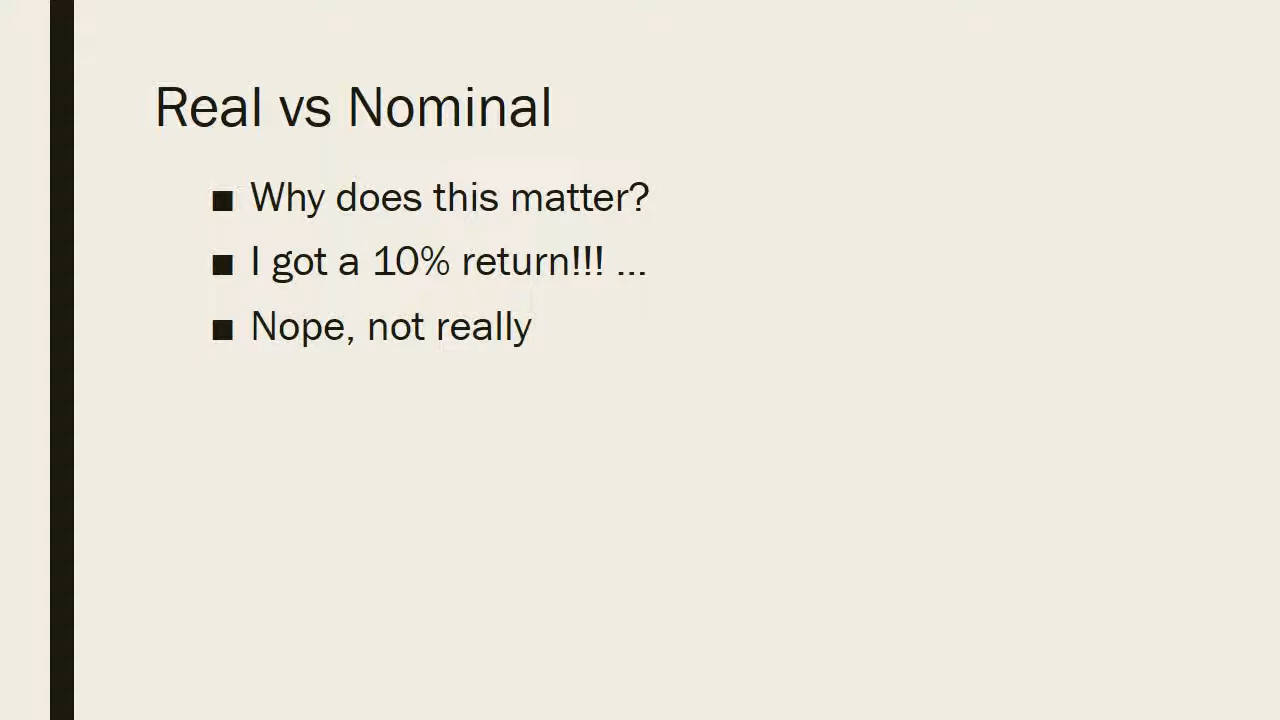 Real vs Nominal
■ Why does this matter?
■ I got a 10% return!!! ...
■ Nope, not really